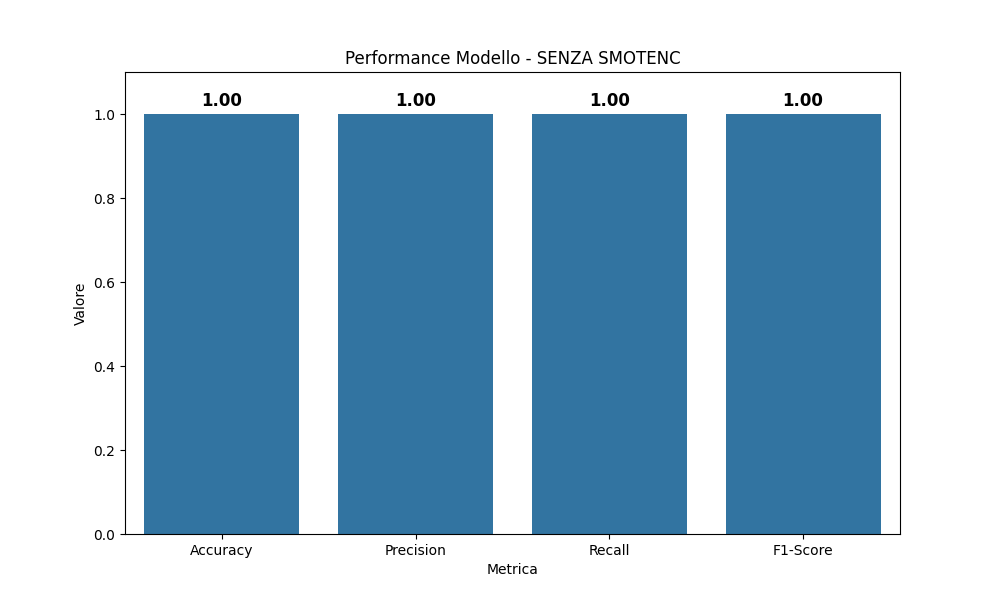 Performance Modello - SENZA SMOTENC
1.00 1.00 1.00 1.00
1.0
0.8
0.6
0.4
0.2
0.0
Valore
Accuracy Precision Recall F1-Score
Metrica